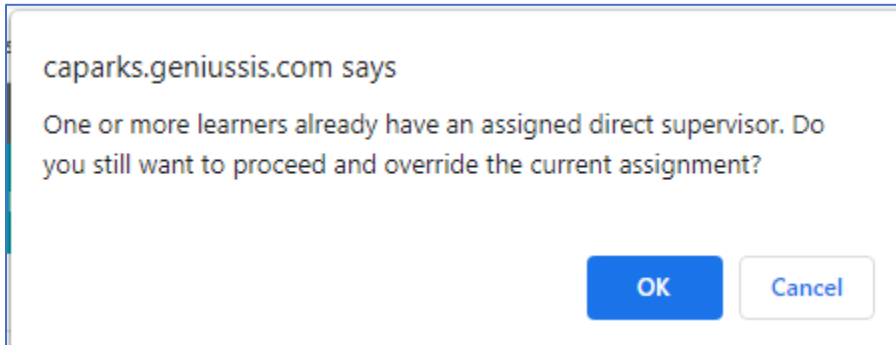 caparks.geniussis.com says
One or more learners already have an assigned direct supervisor. Do
you still want to proceed and override the current assignment?
OK
Cancel